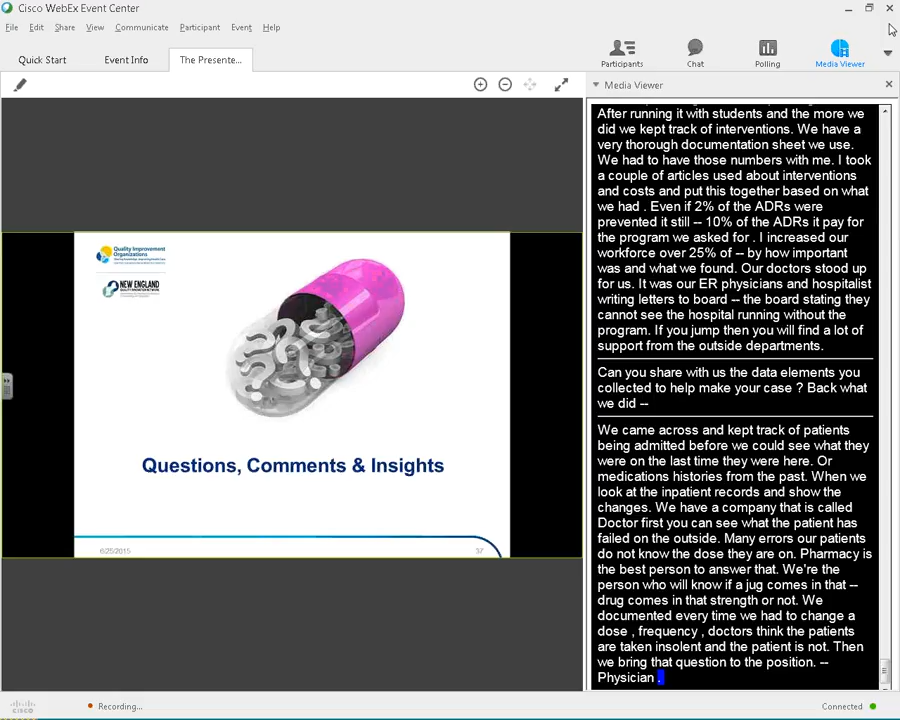 Cisco WebEx Event Center
File Edit Share View Communicate Participant Event Help
Quick Start Event Info The Presente...
Participants Chat Polling Media Viewer
Media Viewer
After running it with students and the more we
did we kept track of interventions. We have a
very thorough documentation sheet we use.
We had to have those numbers with me. I took
a couple of articles used about interventions
and costs and put this together based on what
we had . Even if 2% of the ADRs were
prevented it still -- 10% of the ADRs it pay for
the program we asked for . I increased our
workforce over 25% of -- by how important
was and what we found. Our doctors stood up
for us. It was our ER physicians and hospitalist
writing letters to board -- the board stating they
cannot see the hospital running without the
program. If you jump then you will find a lot of
support from the outside departments.
Can you share with us the data elements you
collected to help make your case ? Back what
we did --
We came across and kept track of patients
being admitted before we could see what they
were on the last time they were here. Or
medications histories from the past. When we
look at the inpatient records and show the
changes. We have a company that is called
Doctor first you can see what the patient has
failed on the outside. Many errors our patients
do not know the dose they are on. Pharmacy is
the best person to answer that. We're the
person who will know if a jug comes in that --
drug comes in that strength or not. We
documented every time we had to change a
dose , frequency , doctors think the patients
are taken insolent and the patient is not. Then
we bring that question to the position. --
Physician .
Quality Improvement
Organizations
NEW ENGLAND
Questions, Comments & Insights
6/25/2015 37
cisco Recording... Connected